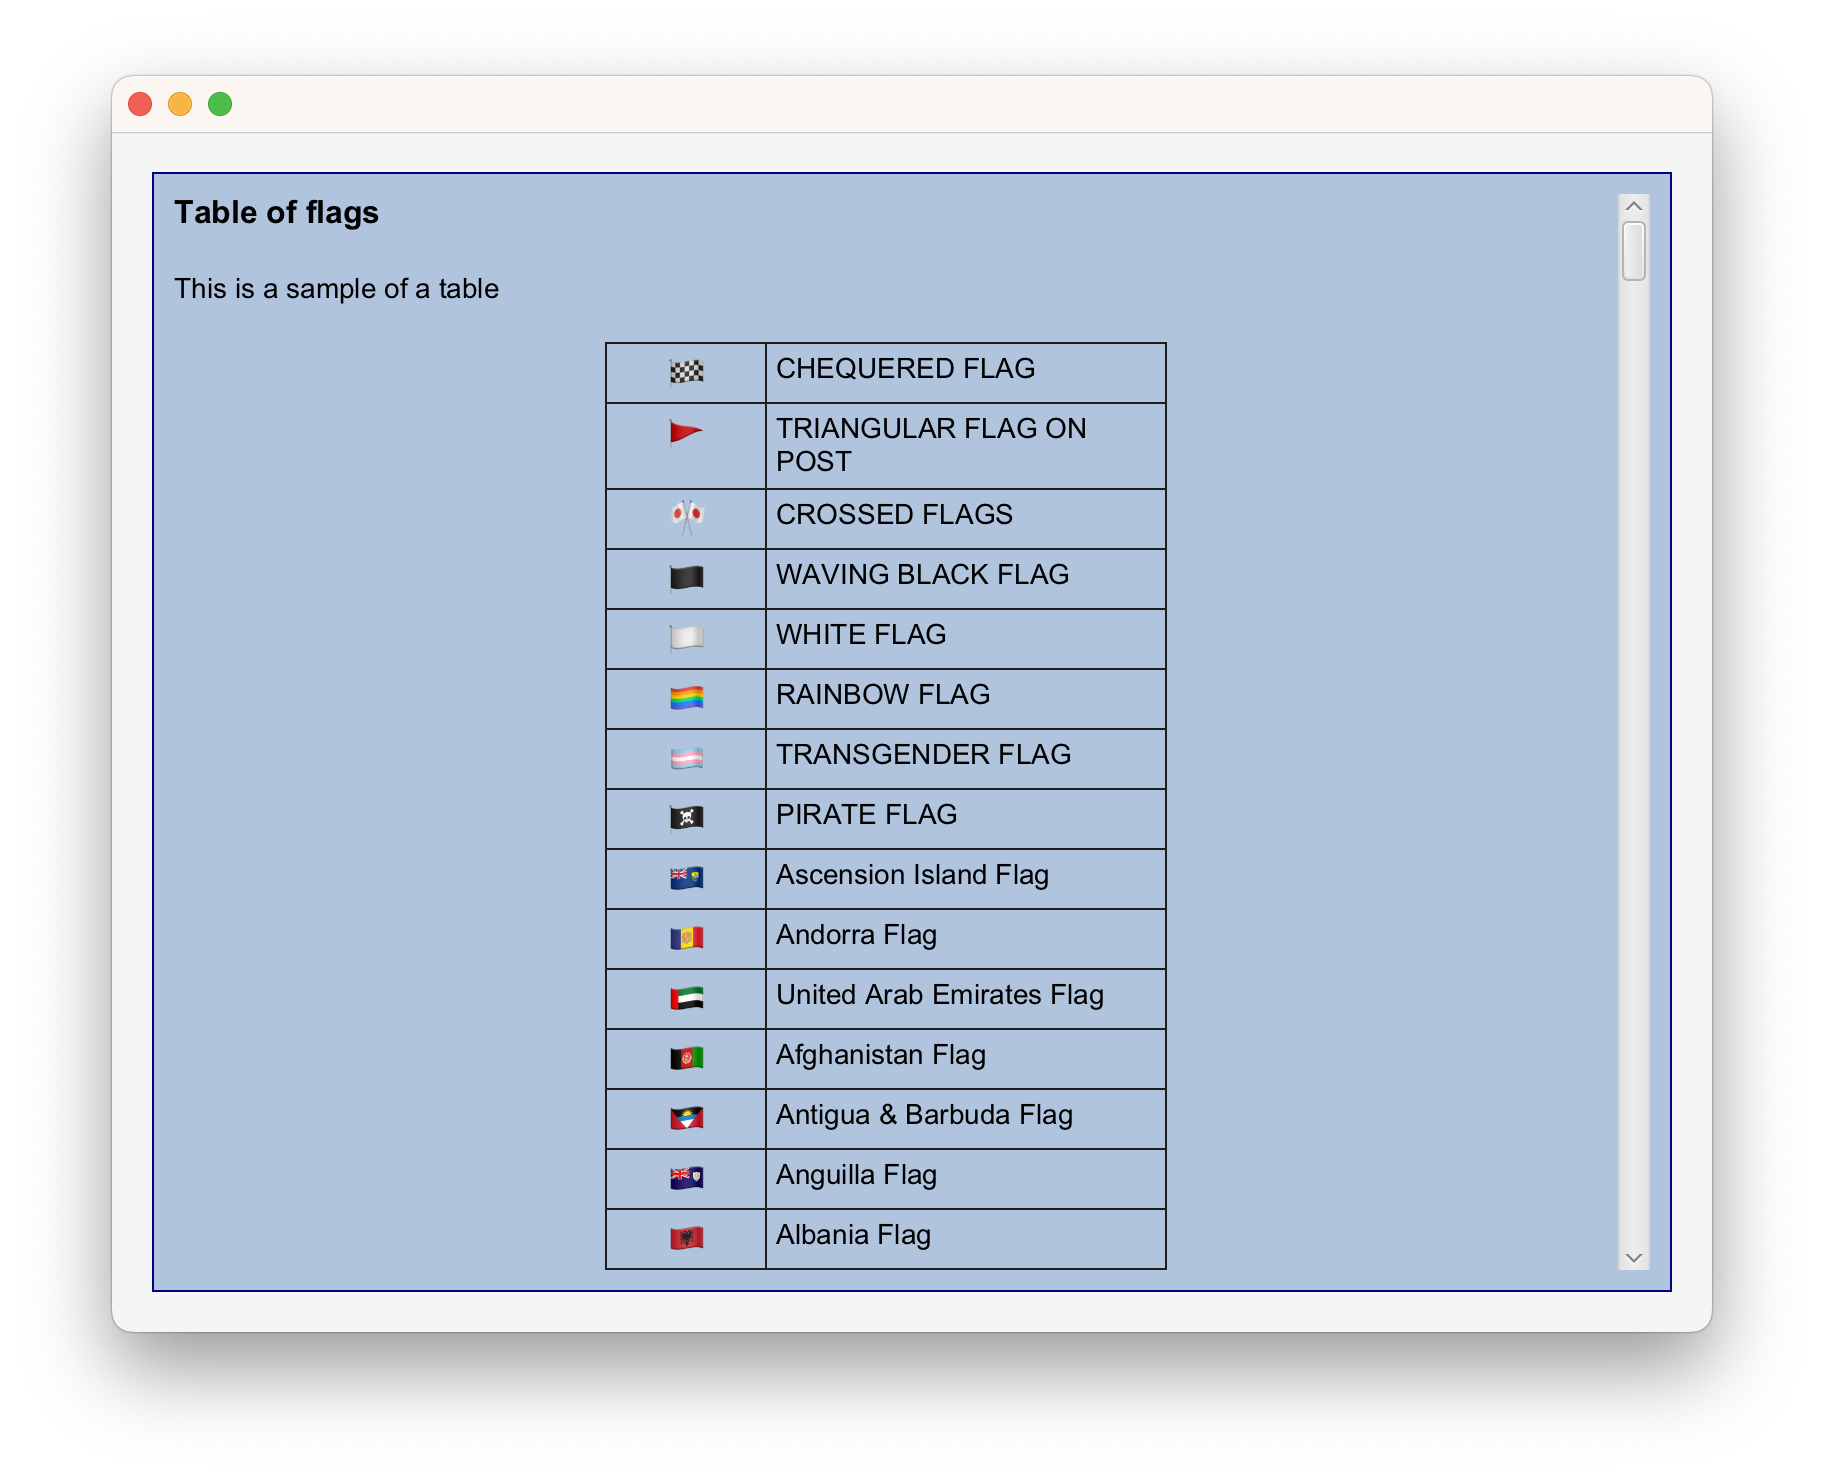 Table of flags
This is a sample of a table
CHEQUERED FLAG
TRIANGULAR FLAG ON
POST
CROSSED FLAGS
WAVING BLACK FLAG
WHITE FLAG
RAINBOW FLAG
TRANSGENDER FLAG
PIRATE FLAG
Ascension Island Flag
Andorra Flag
United Arab Emirates Flag
Afghanistan Flag
Antigua & Barbuda Flag
Anguilla Flag
Albania Flag